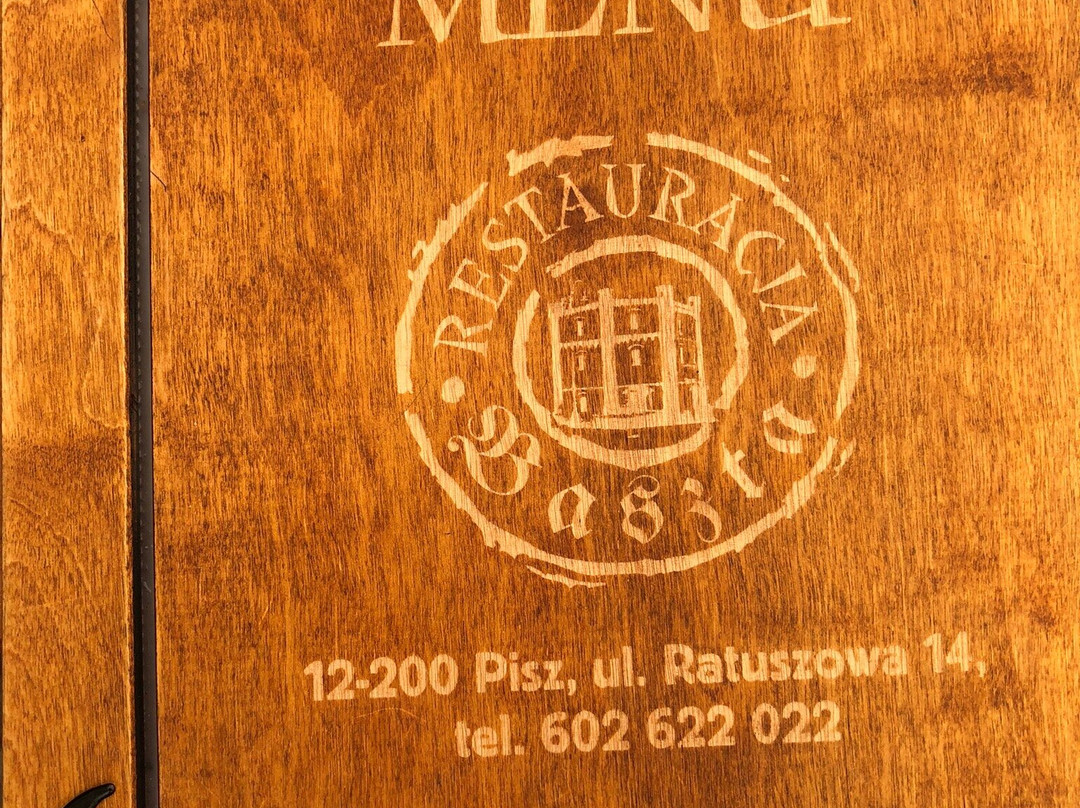 MENU
RESTAURACJA
Baszta
12-200 Pisz, ul. Ratuszowa 14,
tel. 602 622 022